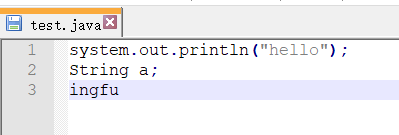 test.java
1 system.out.println("hello");
2 String a;
3 ingfu